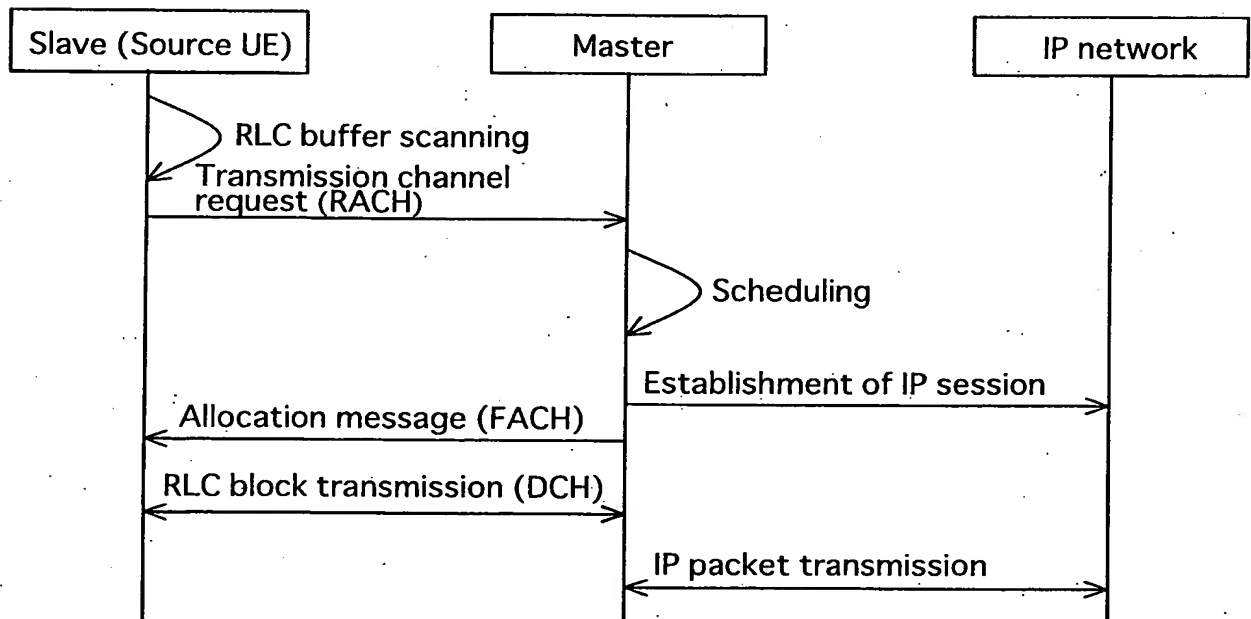 Slave (Source UE)
Master
IP network
RLC buffer scanning
Transmission channel
request (RACH)
Scheduling
Establishment of IP session
Allocation message (FACH)
RLC block transmission (DCH)
IP packet transmission